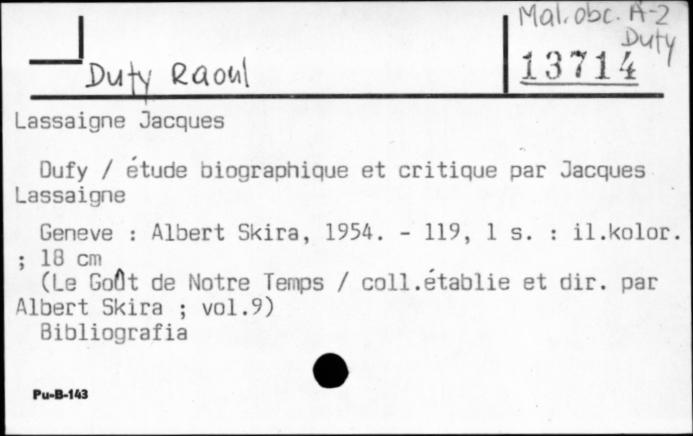 Mal. obc. A-2
Dufy
Dufy Raoul
13714
Lassaigne Jacques
Dufy / étude biographique et critique par Jacques
Lassaigne
Geneve : Albert Skira, 1954. - 119, 1 s. : il.kolor.
; 18 cm
(Le Goût de Notre Temps / coll.établie et dir. par
Albert Skira ; vol.9)
Bibliografia
Pu-B-143